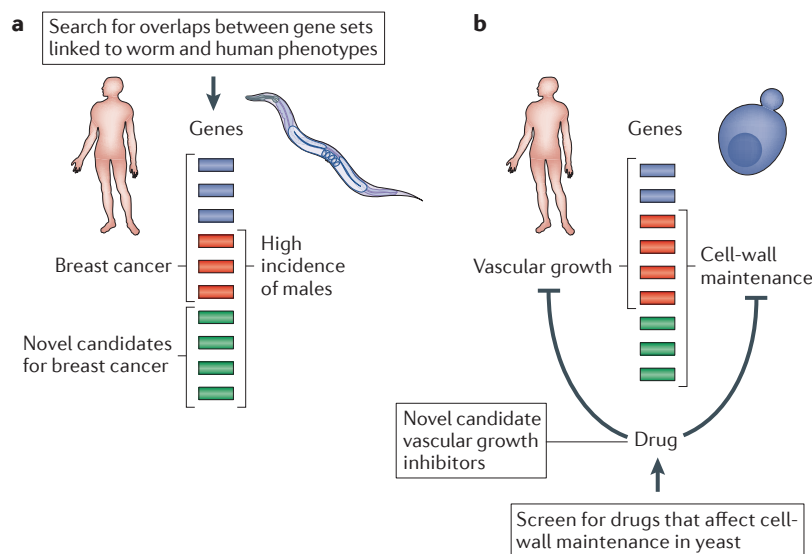 a
Search for overlaps between gene sets
linked to worm and human phenotypes
Genes
Breast cancer
High
incidence
of males
Novel candidates
for breast cancer
b
Genes
Vascular growth
Cell-wall
maintenance
Novel candidate
vascular growth
inhibitors
Drug
Screen for drugs that affect cell-
wall maintenance in yeast